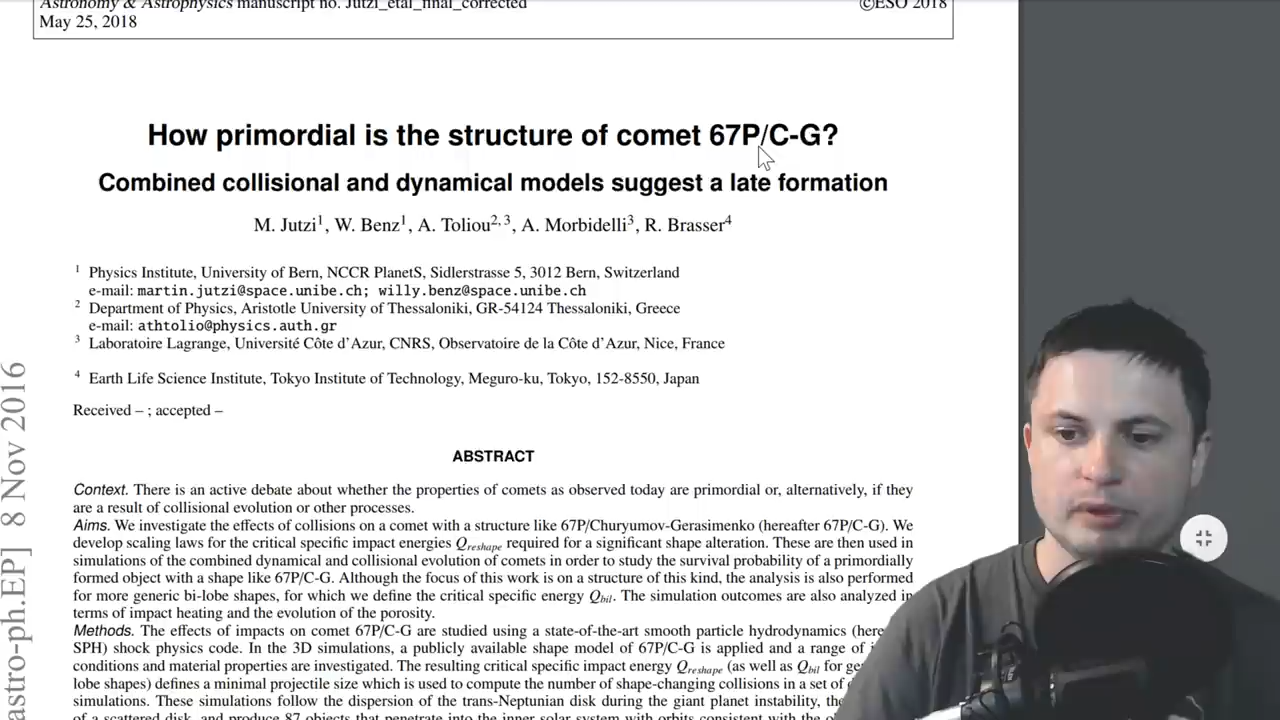 Astronomy & Astrophysics manuscript no. Jutzi_etal_final_corrected
©ESO 2018
May 25, 2018
How primordial is the structure of comet 67P/C-G?
Combined collisional and dynamical models suggest a late formation
M. Jutzi1, W. Benz1, A. Toliou2,3, A. Morbidelli3, R. Brasser4
1 Physics Institute, University of Bern, NCCR PlanetS, Sidlerstrasse 5, 3012 Bern, Switzerland
e-mail: martin.jutzi@space.unibe.ch; willy.benz@space.unibe.ch
2 Department of Physics, Aristotle University of Thessaloniki, GR-54124 Thessaloniki, Greece
e-mail: athtolio@physics.auth.gr
3 Laboratoire Lagrange, Université Côte d'Azur, CNRS, Observatoire de la Côte d'Azur, Nice, France
4 Earth Life Science Institute, Tokyo Institute of Technology, Meguro-ku, Tokyo, 152-8550, Japan
Received – ; accepted –
ABSTRACT
Context. There is an active debate about whether the properties of comets as observed today are primordial or, alternatively, if they
are a result of collisional evolution or other processes.
Aims. We investigate the effects of collisions on a comet with a structure like 67P/Churyumov-Gerasimenko (hereafter 67P/C-G). We
develop scaling laws for the critical specific impact energies Qreshape required for a significant shape alteration. These are then used in
simulations of the combined dynamical and collisional evolution of comets in order to study the survival probability of a primordially
formed object with a shape like 67P/C-G. Although the focus of this work is on a structure of this kind, the analysis is also performed
for more generic bi-lobe shapes, for which we define the critical specific energy Qbil. The simulation outcomes are also analyzed in
terms of impact heating and the evolution of the porosity.
Methods. The effects of impacts on comet 67P/C-G are studied using a state-of-the-art smooth particle hydrodynamics (here
SPH) shock physics code. In the 3D simulations, a publicly available shape model of 67P/C-G is applied and a range of
conditions and material properties are investigated. The resulting critical specific impact energy Qreshape (as well as Qbil for
lobe shapes) defines a minimal projectile size which is used to compute the number of shape-changing collisions in a set of
simulations. These simulations follow the dispersion of the trans-Neptunian disk during the giant planet instability, the
of a scattered disk, and produce 87 objects that penetrate into the inner solar system with orbits consistent with the
astro-ph.EP] 8 Nov 2016